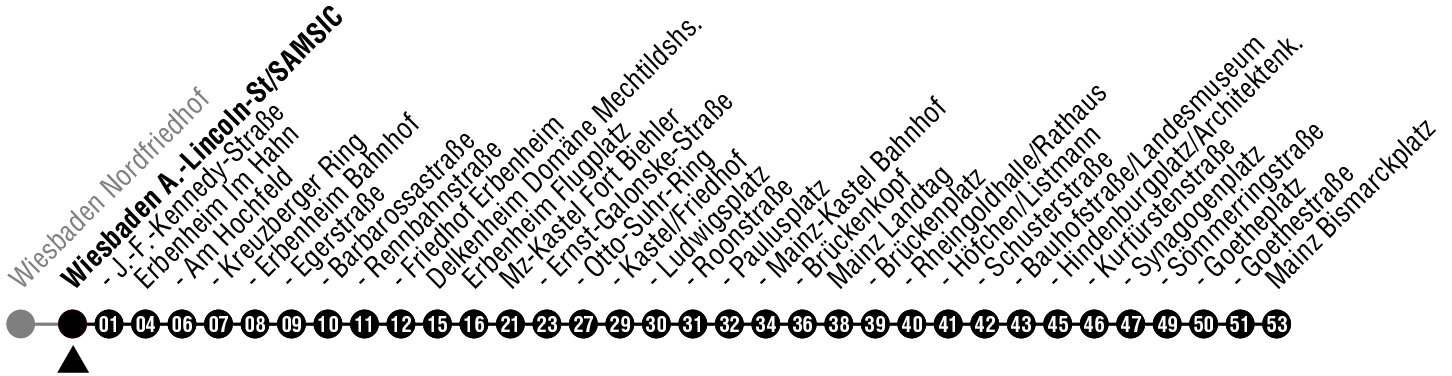 Wiesbaden Nordfriedhof
Wiesbaden A.-Lincoln-St/SAMSIC
- J.-F.-Kennedy-Straße
Erbenheim Im Hahn
- Am Hochfeld
- Kreuzberger Ring
- Erbenheim Bahnhof
- Egerstraße
- Barbarossastraße
- Rennbahnstraße
- Friedhof Erbenheim
Delkenheim Domäne Mechtildshs.
Erbenheim Flugplatz
Mz-Kastel Fort Biehler
- Ernst-Galonske-Straße
- Otto-Suhr-Ring
- Kastel/Friedhof
- Ludwigsplatz
- Roonstraße
- Paulusplatz
- Mainz-Kastel Bahnhof
- Brückenkopf
Mainz Landtag
- Brückenplatz
- Rheingoldhalle/Rathaus
- Höfchen/Listmann
- Schusterstraße
- Bauhofstraße/Landesmuseum
- Hindenburgplatz/Architektenk.
- Kurfürstenstraße
- Synagogenplatz
- Sömmerringstraße
- Goetheplatz
- Goethestraße
Mainz Bismarckplatz
01 04 06 07 08 09 10 11 12 15 16 21 23 27 29 30 31 32 34 36 38 39 40 41 42 43 45 46 47 49 50 51 53